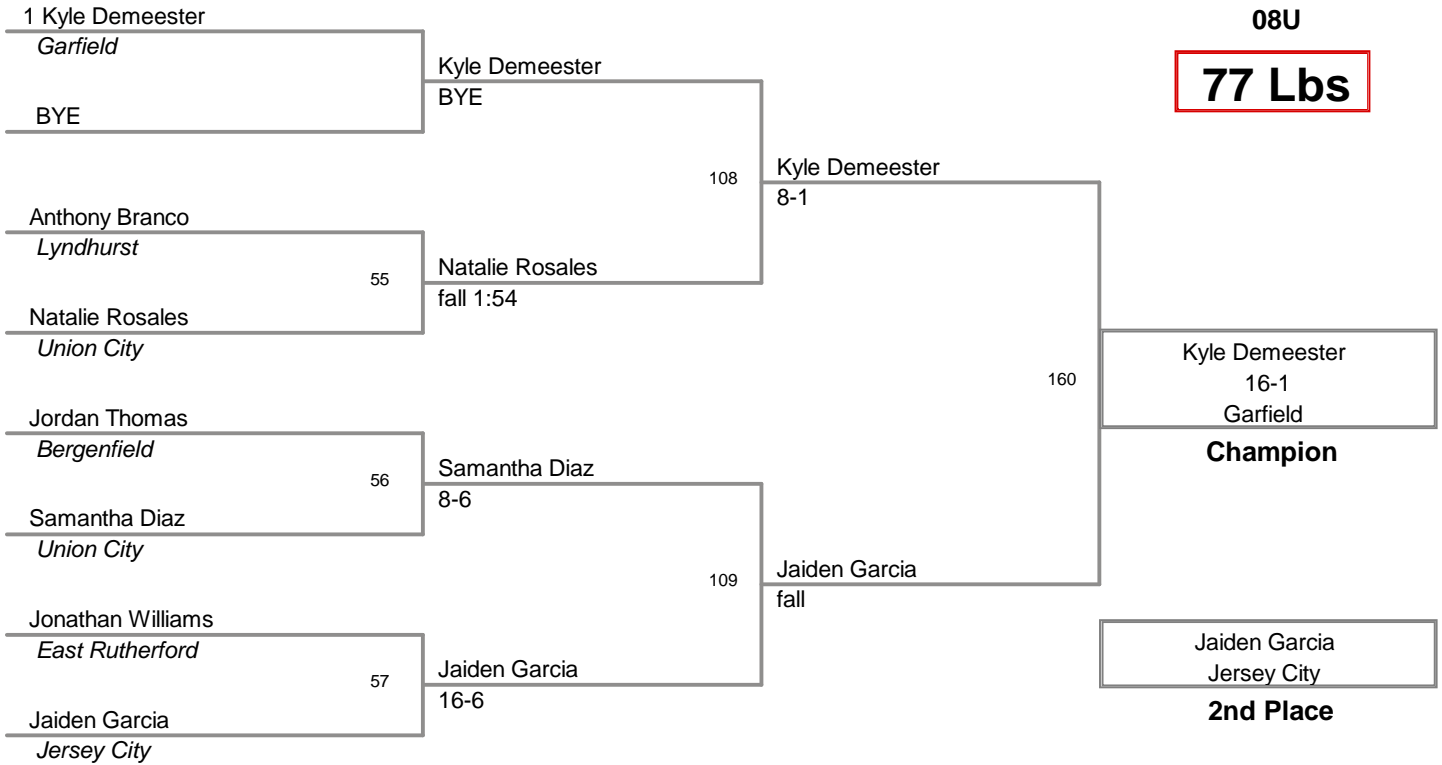 1 Kyle Demeester
Garfield
BYE
Anthony Branco
Lyndhurst
55
Natalie Rosales
Union City
Jordan Thomas
Bergenfield
56
Samantha Diaz
Union City
Jonathan Williams
East Rutherford
57
Jaiden Garcia
Jersey City
Kyle Demeester
BYE
108
Natalie Rosales
fall 1:54
Samantha Diaz
8-6
109
Jaiden Garcia
16-6
Kyle Demeester
8-1
160
Jaiden Garcia
fall
08U
77 Lbs
Kyle Demeester
16-1
Garfield
Champion
Jaiden Garcia
Jersey City
2nd Place